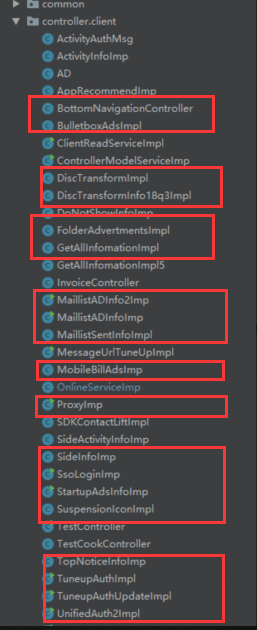 common
controller.client
ActivityAuthMsg
ActivityInfoImp
AD
AppRecommendImp
BottomNavigationController
BulletboxAdsImpl
ClientReadServiceImpl
ControllerModelServiceImp
DiscTransformImpl
DiscTransformInfo18q3Impl
DoNotShowInfoImp
FolderAdvertmentsImpl
GetAllInfomationImpl
GetAllInfomationImpl5
InvoiceController
MaillistADInfo2Imp
MaillistADInfoImp
MaillistSentInfoImpl
MessageUrlTuneUpImpl
MobileBillAdsImp
OnlineServiceImp
ProxyImp
SDKContactLiftImpl
SideActivityInfoImp
SideInfoImp
SsoLoginImp
StartupAdsInfoImp
SuspensionIconImpl
TestController
TestCookController
TopNoticeInfoImp
TuneupAuthImpl
TuneupAuthUpdateImpl
UnifiedAuth2Impl